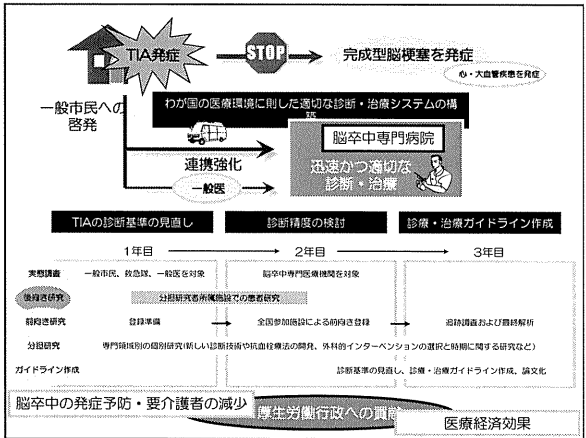 TIA発症
STOP
完成型脳梗塞を発症
心・大血管疾患を発症
一般市民への
啓発
わが国の医療環境に則した適切な診断・治療システムの構
築
脳卒中専門病院
連携強化
迅速かつ適切な
診断・治療
一般医
TIAの診断基準の見直し
診断精度の検討
診療・治療ガイドライン作成
1年目
2年目
3年目
実態調査
一般市民、救急隊、一般医を対象
脳卒中専門医療機関を対象
後向き研究
分担研究者所属施設での患者研究
前向き研究
登録準備
全国参加施設による前向き登録
追跡調査および最終解析
分担研究
専門領域別の個別研究(新しい診断技術や抗血栓療法の開発、外科的インターベンションの選択と時期に関する研究など)
ガイドライン作成
診断基準の見直し、診療・治療ガイドライン作成、論文化
脳卒中の発症予防・要介護者の減少
厚生労働行政への貢献
医療経済効果